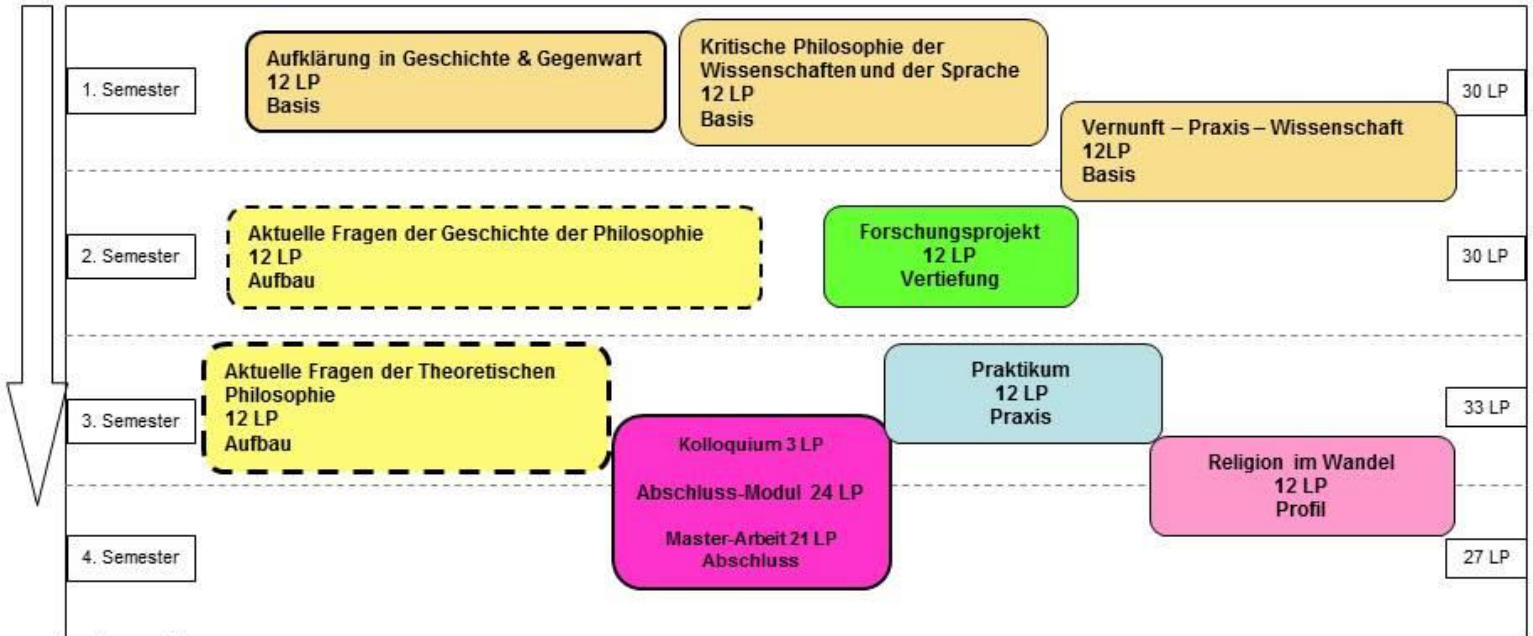 1. Semester
Aufklärung in Geschichte & Gegenwart
12 LP
Basis
Kritische Philosophie der
Wissenschaften und der Sprache
12 LP
Basis
Vernunft – Praxis – Wissenschaft
12LP
Basis
30 LP
2. Semester
Aktuelle Fragen der Geschichte der Philosophie
12 LP
Aufbau
Forschungsprojekt
12 LP
Vertiefung
30 LP
3. Semester
Aktuelle Fragen der Theoretischen
Philosophie
12 LP
Aufbau
Kolloquium 3 LP
Abschluss-Modul 24 LP
Master-Arbeit 21 LP
Abschluss
Praktikum
12 LP
Praxis
Religion im Wandel
12 LP
Profil
33 LP
4. Semester
27 LP